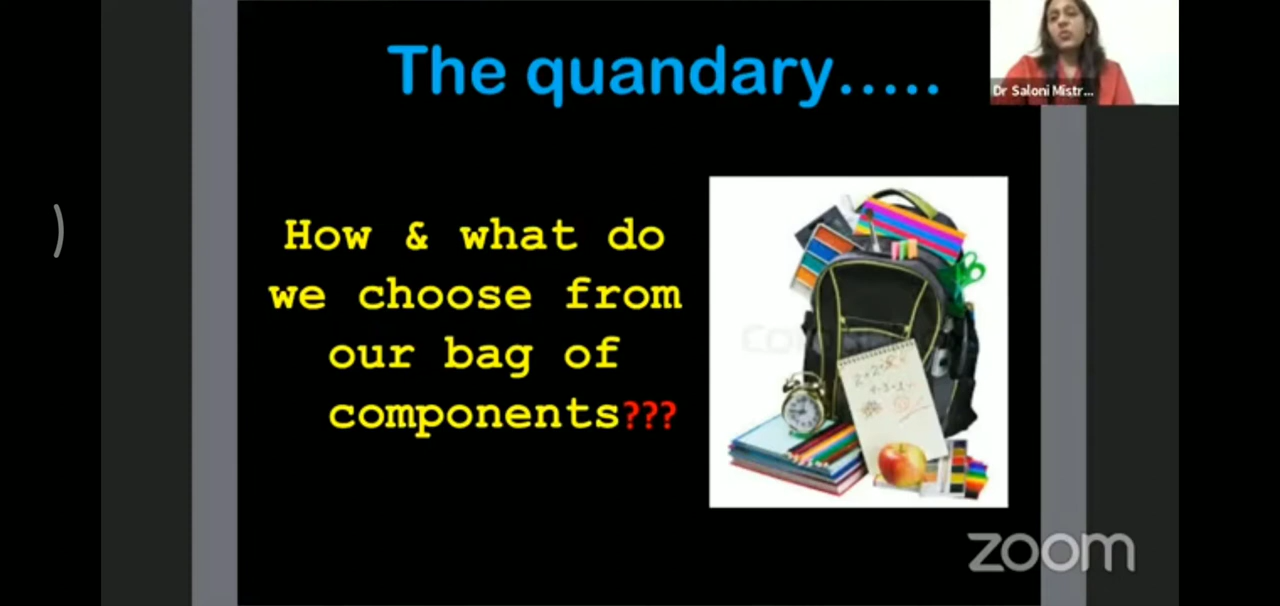 The quandary.....
Dr Saloni Mistr...
How & what do
we choose from
our bag of
components???
zoom